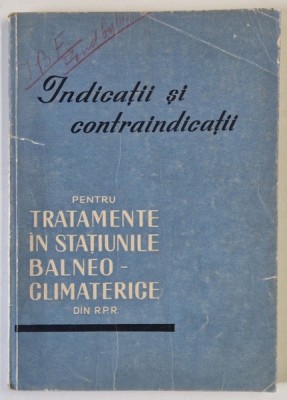 Indicații și
contraindicații
PENTRU
TRATAMENTE
ÎN STAȚIUNILE
BALNEO-
CLIMATERICE
DIN R.P.R.